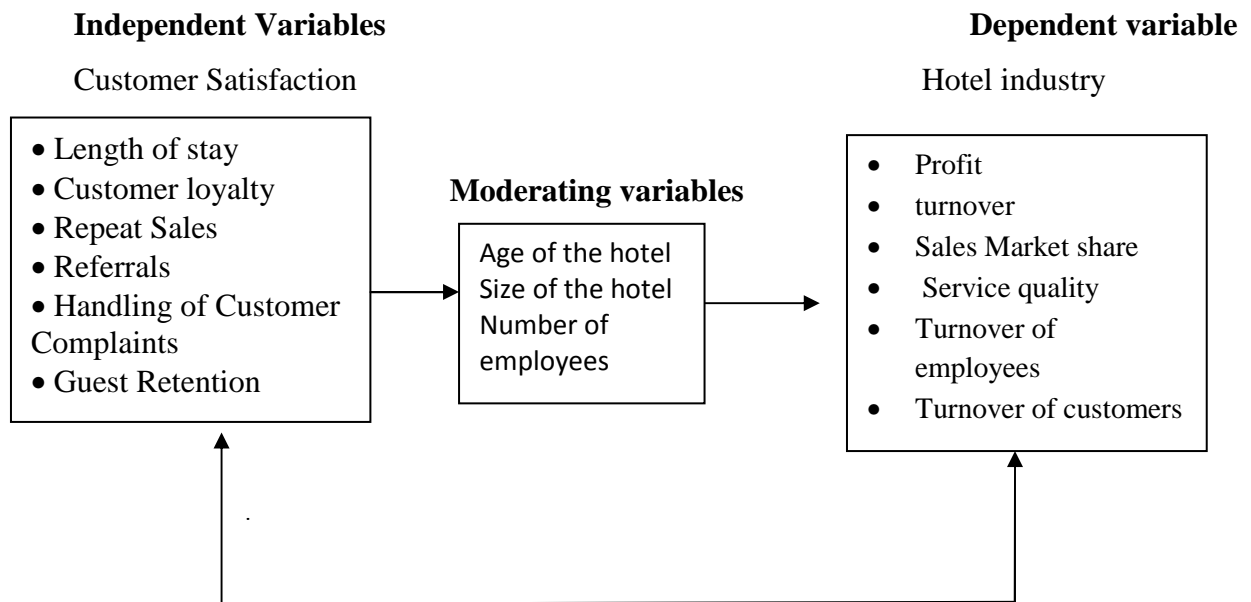 Independent Variables
Customer Satisfaction
• Length of stay
• Customer loyalty
• Repeat Sales
• Referrals
• Handling of Customer
Complaints
• Guest Retention
Moderating variables
Age of the hotel
Size of the hotel
Number of
employees
Dependent variable
Hotel industry
• Profit
• turnover
• Sales Market share
• Service quality
• Turnover of
employees
• Turnover of customers
.